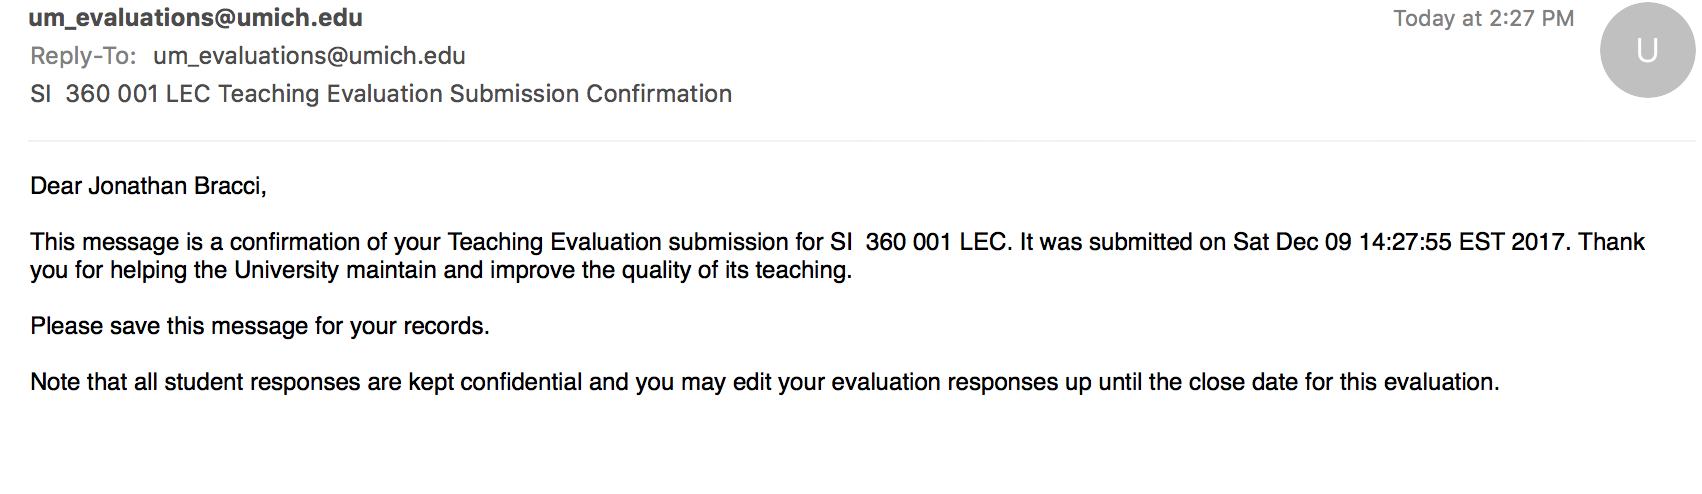 um_evaluations@umich.edu
Today at 2:27 PM
U
Reply-To: um_evaluations@umich.edu
SI  360 001 LEC Teaching Evaluation Submission Confirmation
Dear Jonathan Bracci,
This message is a confirmation of your Teaching Evaluation submission for SI  360 001 LEC. It was submitted on Sat Dec 09 14:27:55 EST 2017. Thank
you for helping the University maintain and improve the quality of its teaching.
Please save this message for your records.
Note that all student responses are kept confidential and you may edit your evaluation responses up until the close date for this evaluation.